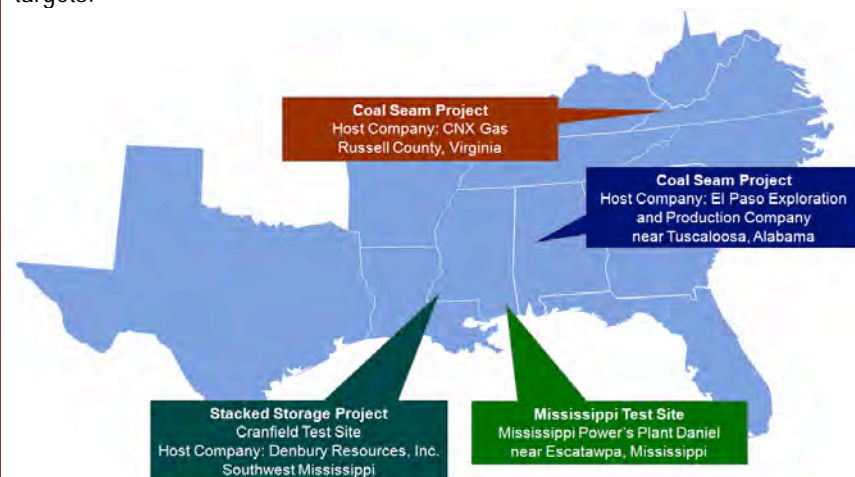 targets.
Coal Seam Project
Host Company: CNX Gas
Russell County, Virginia
Coal Seam Project
Host Company: El Paso Exploration
and Production Company
near Tuscaloosa, Alabama
Stacked Storage Project
Cranfield Test Site
Host Company: Denbury Resources, Inc.
Southwest Mississippi
Mississippi Test Site
Mississippi Power's Plant Daniel
near Escatawpa, Mississippi